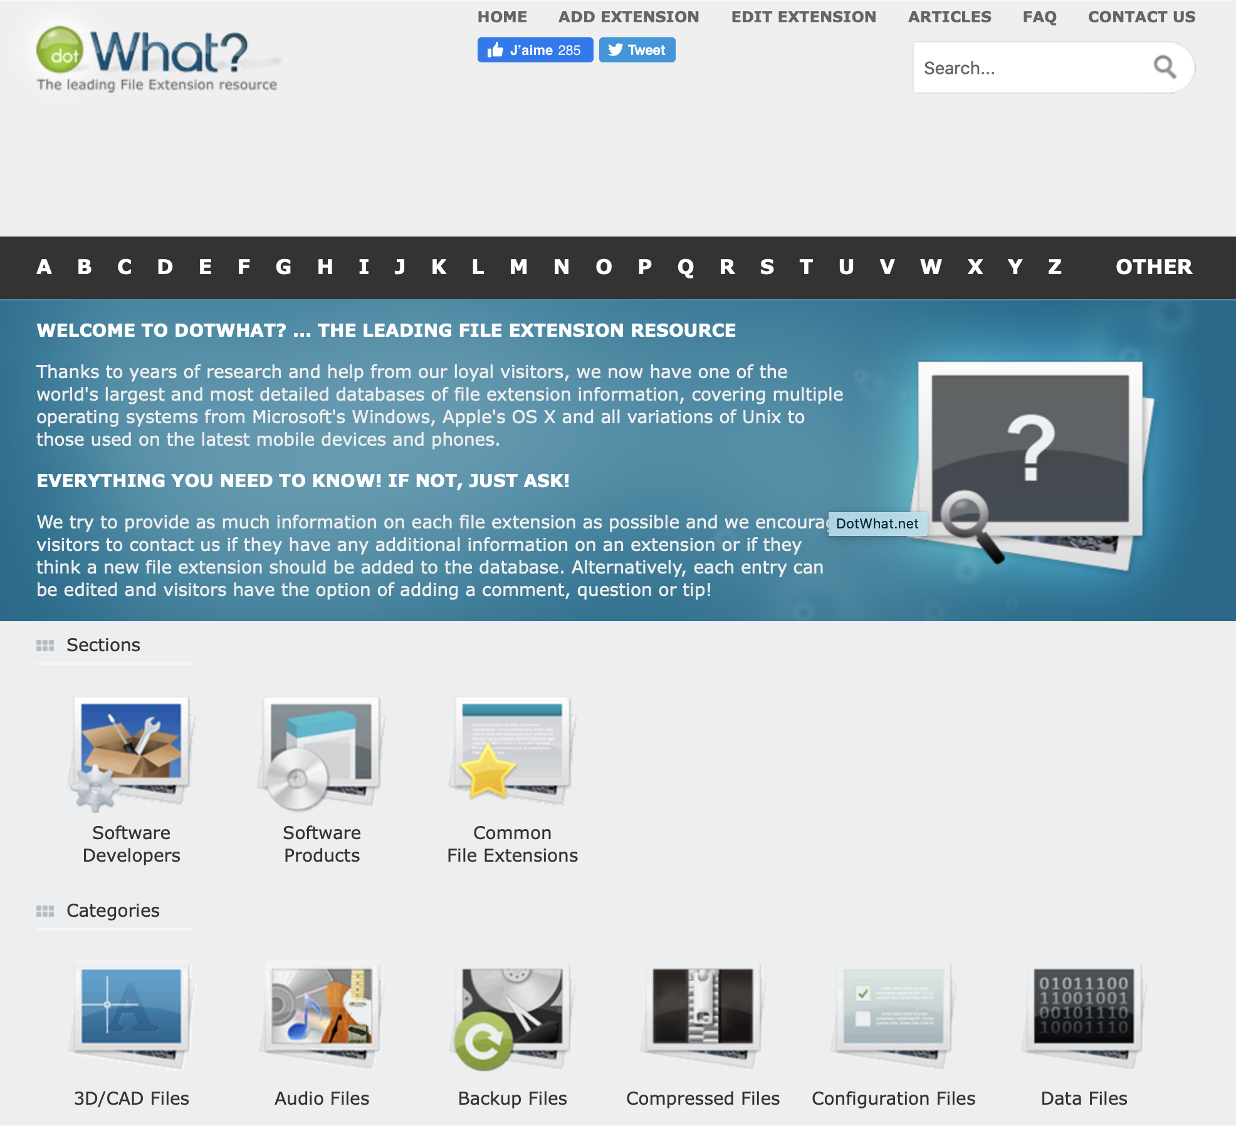 HOME ADD EXTENSION EDIT EXTENSION ARTICLES FAQ CONTACT US
dot What?
The leading File Extension resource
J'aime 285 Tweet
Search...
A B C D E F G H I J K L M N O P Q R S T U V W X Y Z OTHER
WELCOME TO DOTWHAT? ... THE LEADING FILE EXTENSION RESOURCE
Thanks to years of research and help from our loyal visitors, we now have one of the
world's largest and most detailed databases of file extension information, covering multiple
operating systems from Microsoft's Windows, Apple's OS X and all variations of Unix to
those used on the latest mobile devices and phones.
?
EVERYTHING YOU NEED TO KNOW! IF NOT, JUST ASK!
We try to provide as much information on each file extension as possible and we encourag
DotWhat.net
visitors to contact us if they have any additional information on an extension or if they
think a new file extension should be added to the database. Alternatively, each entry can
be edited and visitors have the option of adding a comment, question or tip!
Sections
Software
Developers
Software
Products
Common
File Extensions
Categories
A
01011100
11001001
00101110
10001110
3D/CAD Files
Audio Files
Backup Files
Compressed Files
Configuration Files
Data Files